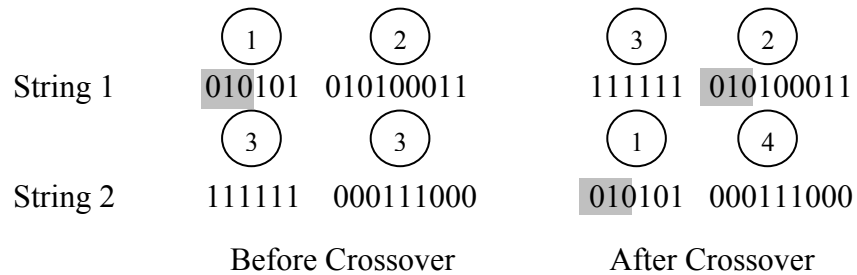 1 2 3 2
String 1 010101 010100011 111111 010100011
3 3 1 4
String 2 111111 000111000 010101 000111000
Before Crossover After Crossover